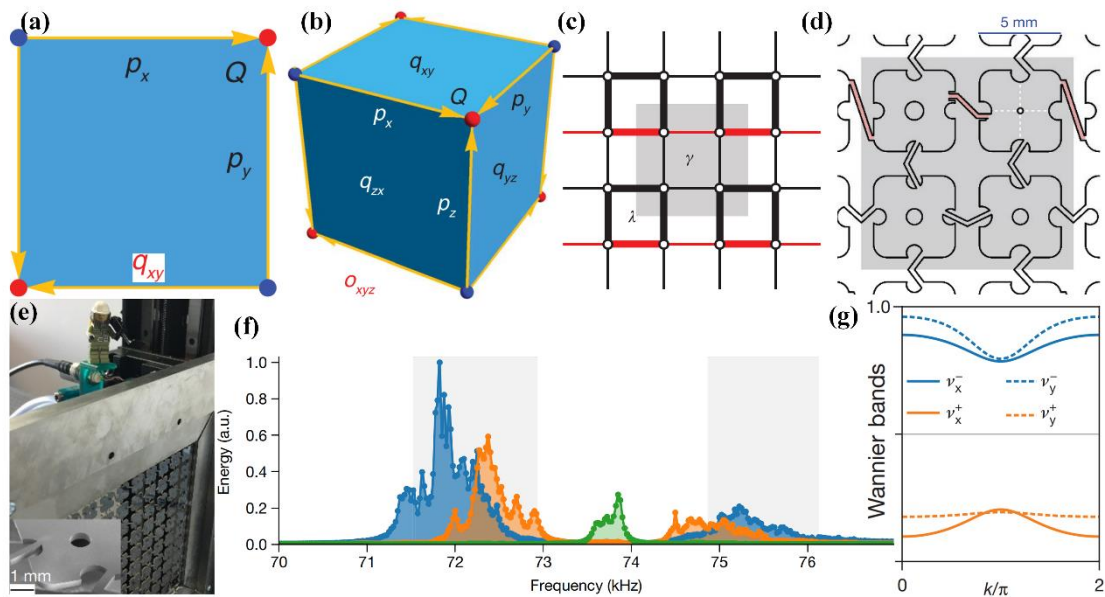 (a)
p_x
Q
p_y
q_xy
(b)
q_xy
Q
p_y
p_x
q_zx
p_z
q_yz
o_xyz
(c)
γ
λ
(d)
5 mm
(e)
1 mm
(f)
Energy (a.u.)
1.0
0.8
0.6
0.4
0.2
0.0
70 71 72 73 74 75 76
Frequency (kHz)
(g)
Wannier bands
1.0
ν_x^- ν_y^-
ν_x^+ ν_y^+
0 2
k/π